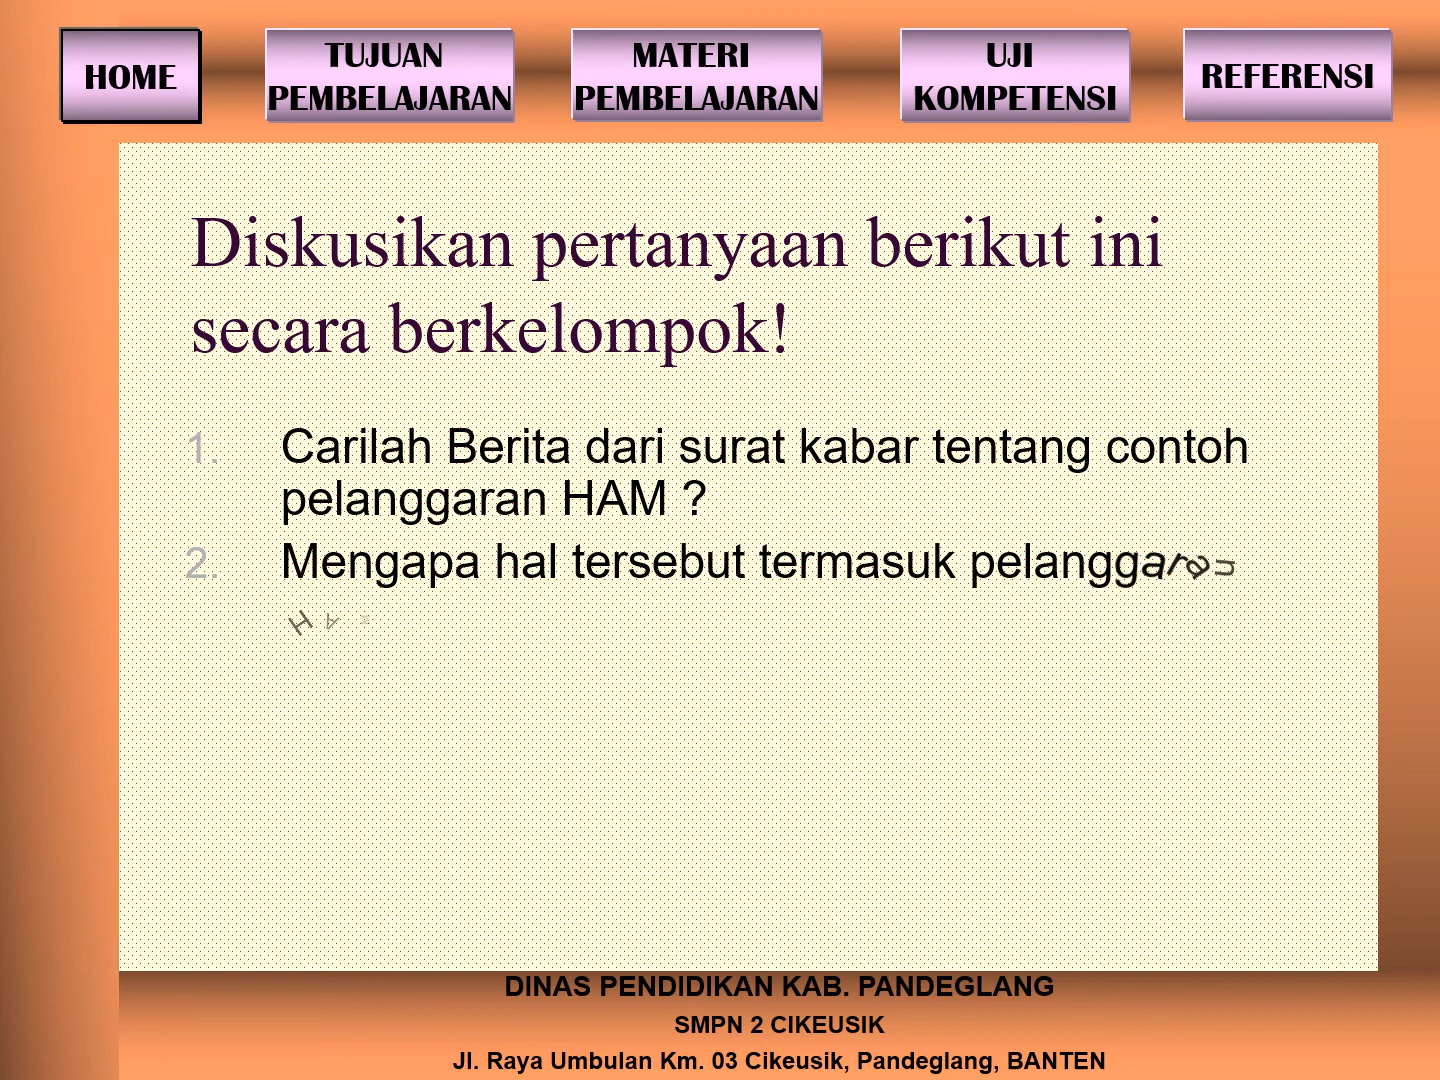 HOME
TUJUAN
PEMBELAJARAN
MATERI
PEMBELAJARAN
UJI
KOMPETENSI
REFERENSI
Diskusikan pertanyaan berikut ini
secara berkelompok!
1. Carilah Berita dari surat kabar tentang contoh
pelanggaran HAM ?
2. Mengapa hal tersebut termasuk pelanggaran
HAM
DINAS PENDIDIKAN KAB. PANDEGLANG
SMPN 2 CIKEUSIK
Jl. Raya Umbulan Km. 03 Cikeusik, Pandeglang, BANTEN